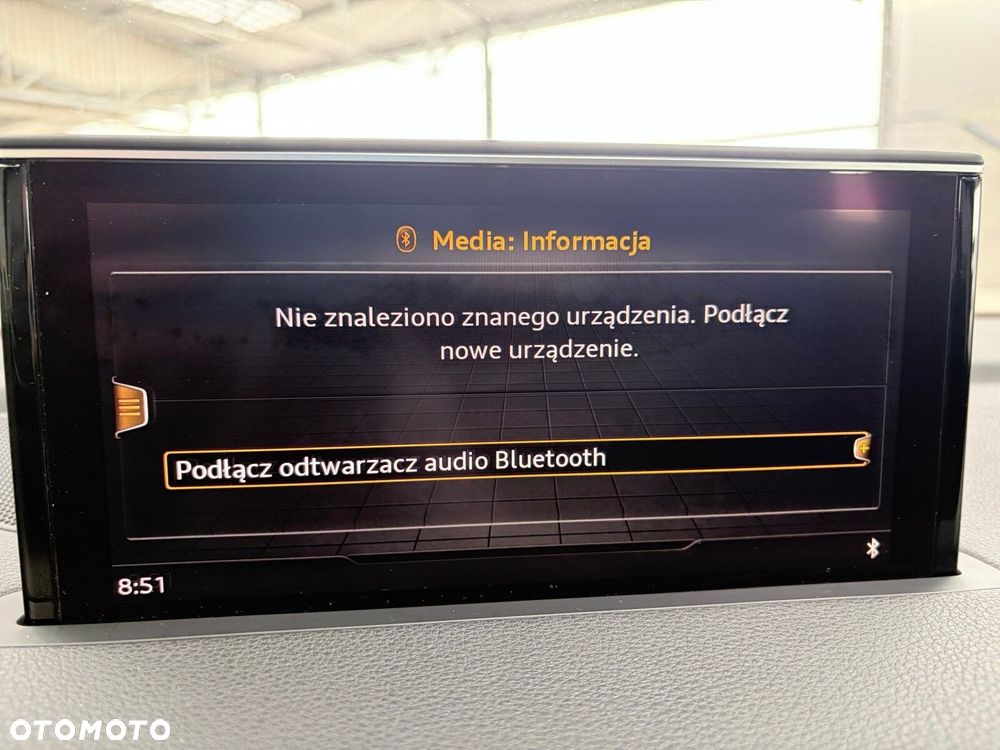 Media: Informacja
Nie znaleziono znanego urządzenia. Podłącz
nowe urządzenie.
Podłącz odtwarzacz audio Bluetooth
8:51
OTOMOTO